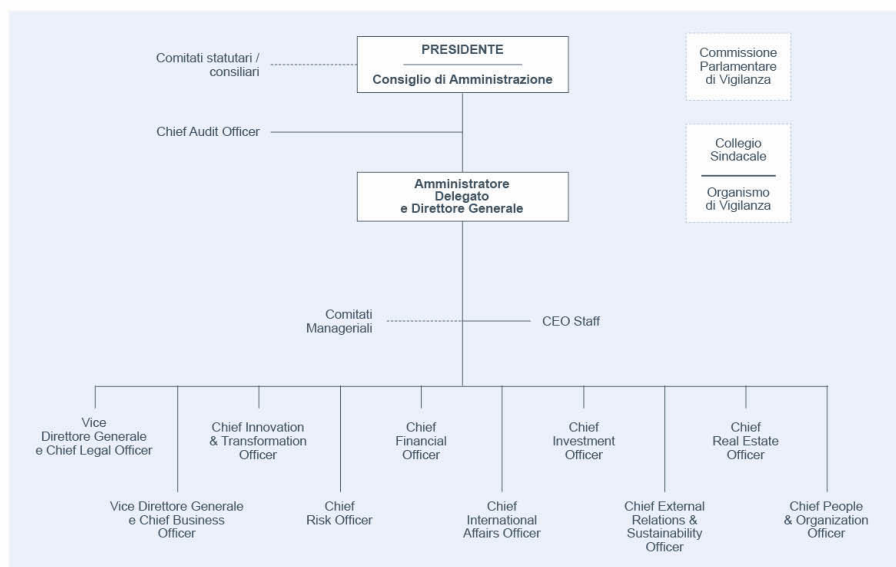 PRESIDENTE
Consiglio di Amministrazione
Comitati statutari /
consiliari
Commissione
Parlamentare
di Vigilanza
Chief Audit Officer
Collegio
Sindacale
Organismo
di Vigilanza
Amministratore
Delegato
e Direttore Generale
Comitati
Manageriali
CEO Staff
Vice
Direttore Generale
e Chief Legal Officer
Chief Innovation
& Transformation
Officer
Chief
Financial
Officer
Chief
Investment
Officer
Chief
Real Estate
Officer
Vice Direttore Generale
e Chief Business
Officer
Chief
Risk Officer
Chief
International
Affairs Officer
Chief External
Relations &
Sustainability
Officer
Chief People
& Organization
Officer